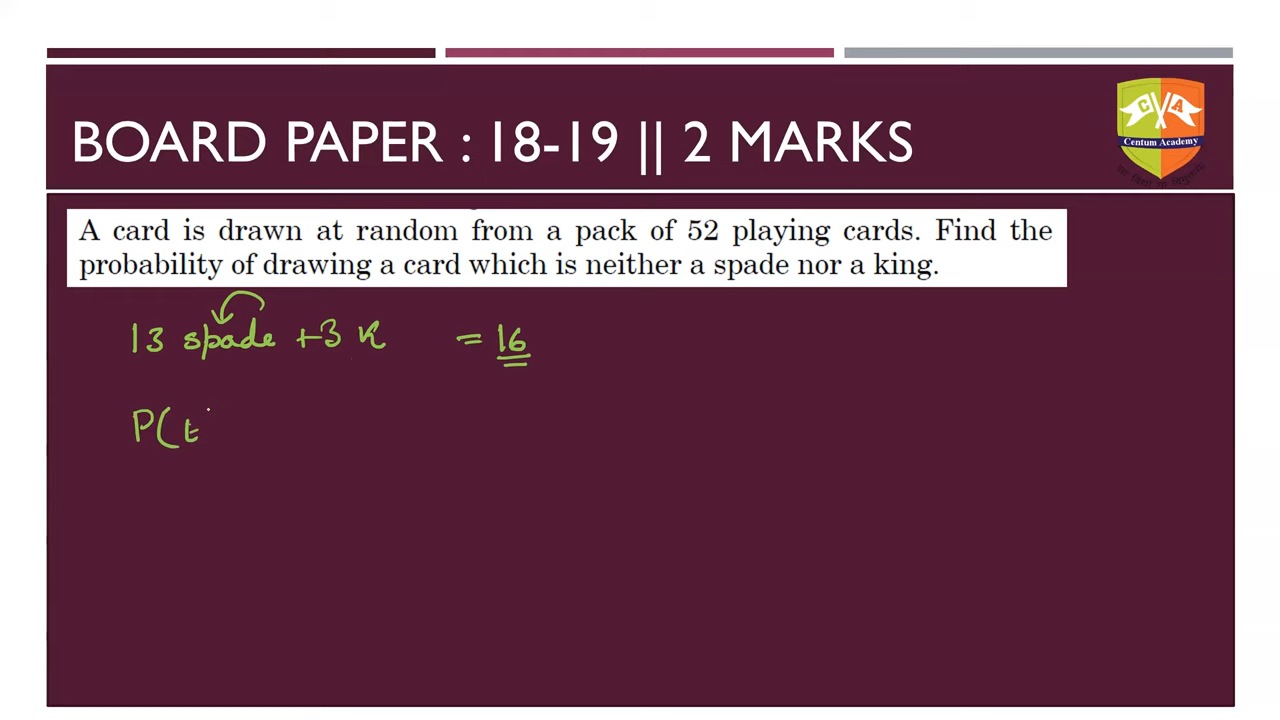 BOARD PAPER : 18-19 || 2 MARKS
C A
Centum Academy
A card is drawn at random from a pack of 52 playing cards. Find the
probability of drawing a card which is neither a spade nor a king.
13 spade +3 K = 16
P(t